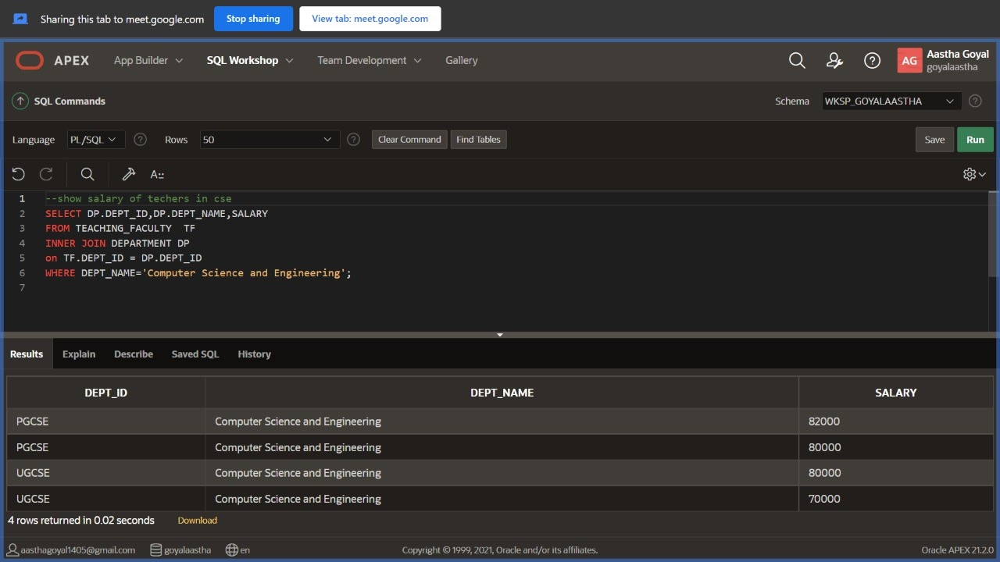 Sharing this tab to meet.google.com Stop sharing View tab: meet.google.com
APEX App Builder SQL Workshop Team Development Gallery AG Aastha Goyal
goyalaastha
SQL Commands Schema WKSP_GOYALAASTHA
Language PL/SQL Rows 50 Clear Command Find Tables Save Run
A::
1 --show salary of techers in cse
2 SELECT DP.DEPT_ID,DP.DEPT_NAME,SALARY
3 FROM TEACHING_FACULTY  TF
4 INNER JOIN DEPARTMENT DP
5 on TF.DEPT_ID = DP.DEPT_ID
6 WHERE DEPT_NAME='Computer Science and Engineering';
7
Results Explain Describe Saved SQL History
DEPT_ID DEPT_NAME SALARY
PGCSE Computer Science and Engineering 82000
PGCSE Computer Science and Engineering 80000
UGCSE Computer Science and Engineering 80000
UGCSE Computer Science and Engineering 70000
4 rows returned in 0.02 seconds Download
aasthagoyal1405@gmail.com goyalaastha en Copyright © 1999, 2021, Oracle and/or its affiliates. Oracle APEX 21.2.0